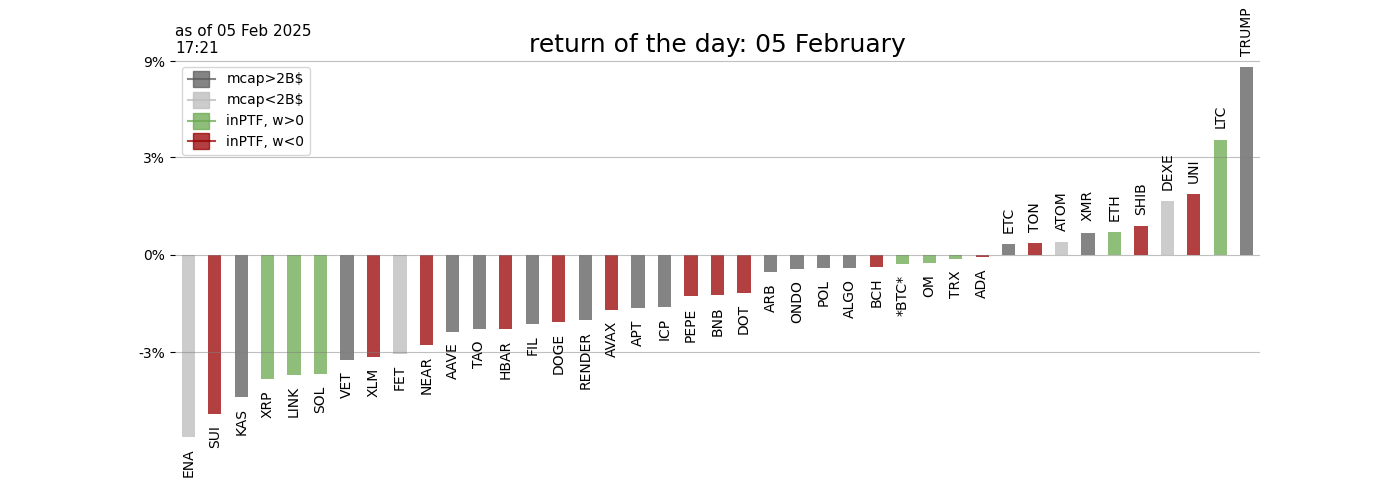 as of 05 Feb 2025
17:21
return of the day: 05 February
9%
3%
0%
-3%
mcap>2B$
mcap<2B$
inPTF, w>0
inPTF, w<0
ENA
SUI
KAS
XRP
LINK
SOL
VET
XLM
FET
NEAR
AAVE
TAO
HBAR
FIL
DOGE
RENDER
AVAX
APT
ICP
PEPE
BNB
DOT
ARB
ONDO
POL
ALGO
BCH
*BTC*
OM
TRX
ADA
ETC
TON
ATOM
XMR
ETH
SHIB
DEXE
UNI
LTC
TRUMP